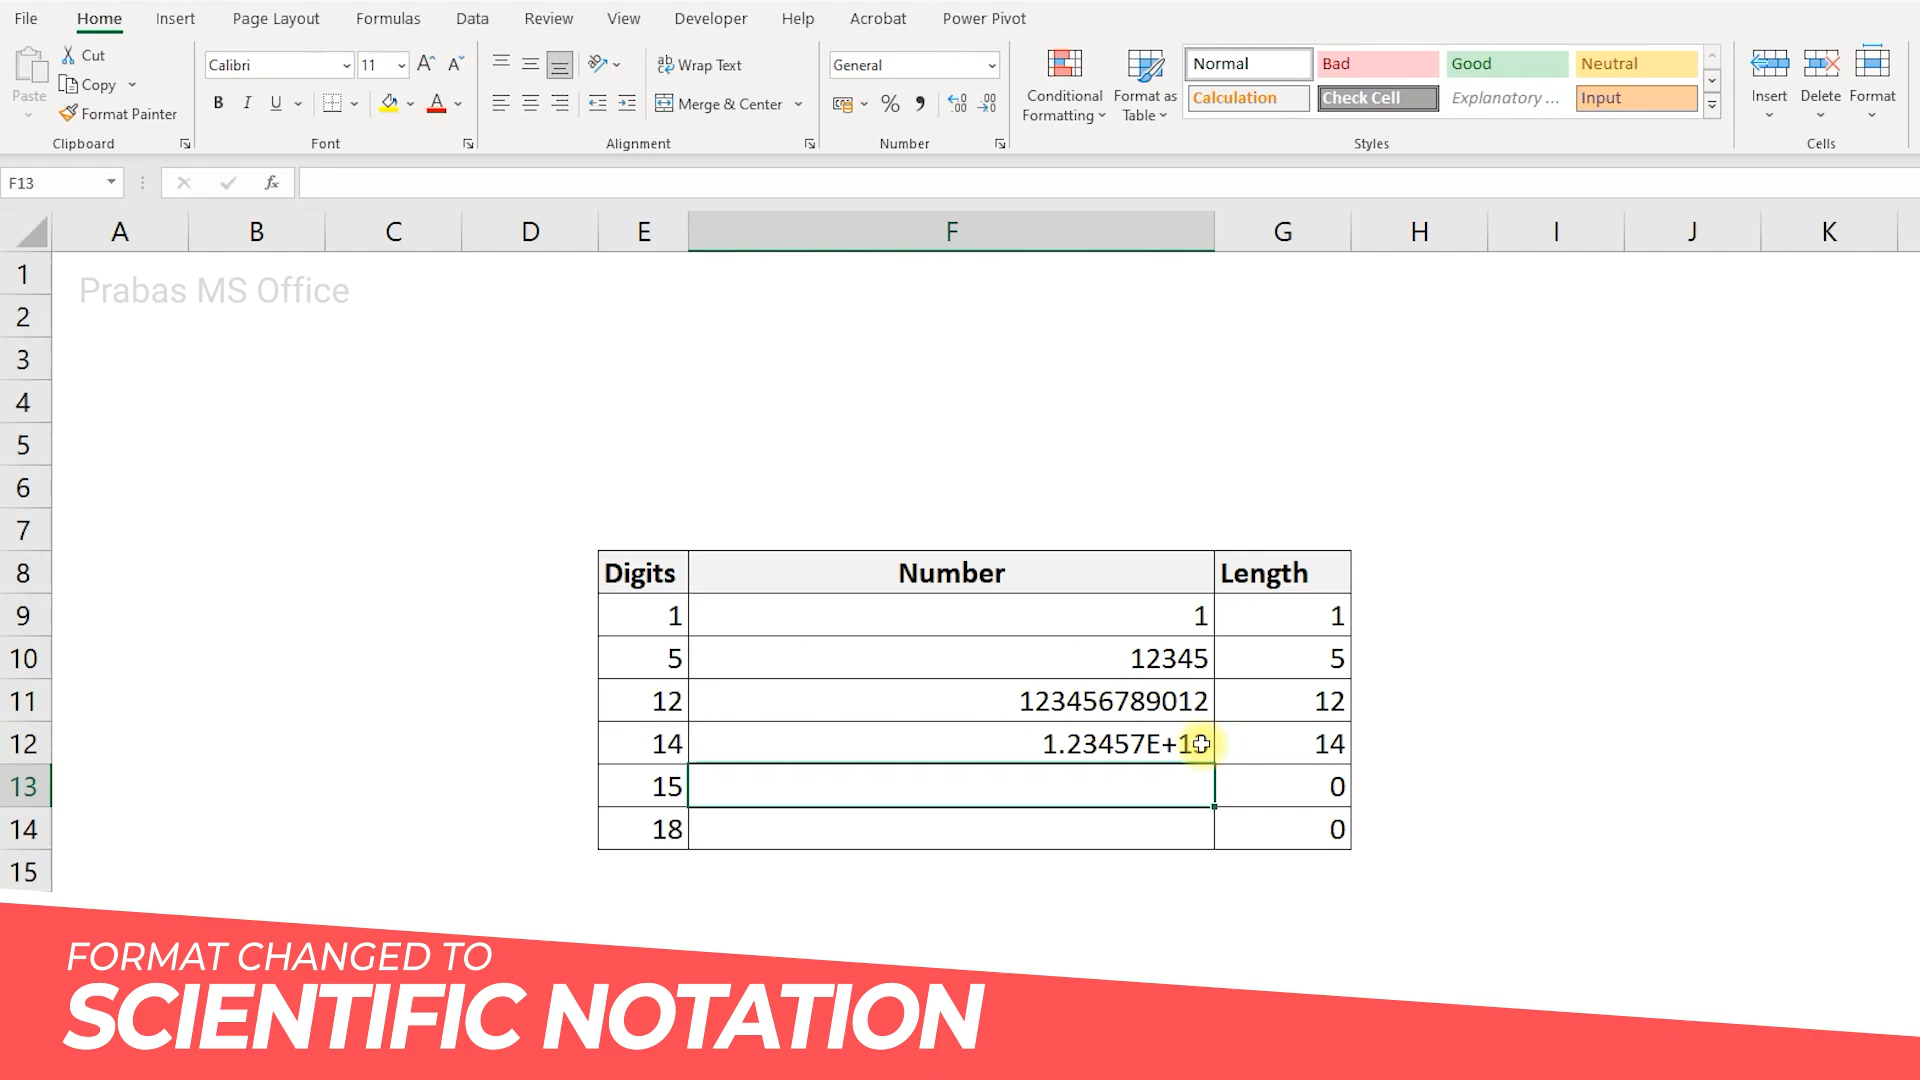 File Home Insert Page Layout Formulas Data Review View Developer Help Acrobat Power Pivot
Paste Cut Copy Format Painter Clipboard
Calibri 11 A A B I U A Font
ab Wrap Text Merge & Center Alignment
General % Number
Conditional Formatting Format as Table
Normal Bad Good Neutral
Calculation Check Cell Explanatory ... Input
Styles
Insert Delete Format Cells
F13 fx
A B C D E F G H I J K
1
Prabas MS Office
2
3
4
5
6
7
8 Digits Number Length
9 1 1 1
10 5 12345 5
11 12 123456789012 12
12 14 14
13 15 0
14 18 0
15
FORMAT CHANGED TO
SCIENTIFIC NOTATION